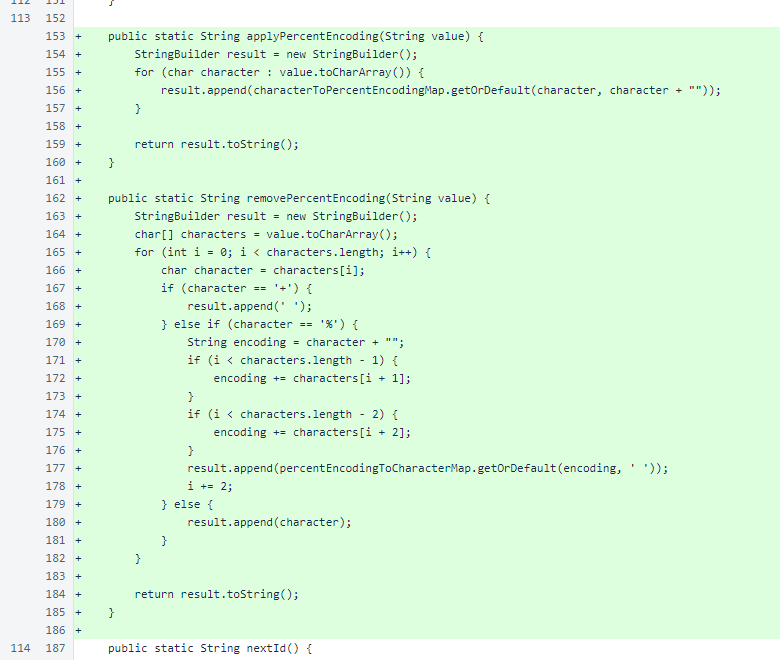 112 151 }
113 152
153 +     public static String applyPercentEncoding(String value) {
154 +         StringBuilder result = new StringBuilder();
155 +         for (char character : value.toCharArray()) {
156 +             result.append(characterToPercentEncodingMap.getOrDefault(character, character + ""));
157 +         }
158 +
159 +         return result.toString();
160 +     }
161 +
162 +     public static String removePercentEncoding(String value) {
163 +         StringBuilder result = new StringBuilder();
164 +         char[] characters = value.toCharArray();
165 +         for (int i = 0; i < characters.length; i++) {
166 +             char character = characters[i];
167 +             if (character == '+') {
168 +                 result.append(' ');
169 +             } else if (character == '%') {
170 +                 String encoding = character + "";
171 +                 if (i < characters.length - 1) {
172 +                     encoding += characters[i + 1];
173 +                 }
174 +                 if (i < characters.length - 2) {
175 +                     encoding += characters[i + 2];
176 +                 }
177 +                 result.append(percentEncodingToCharacterMap.getOrDefault(encoding, ' '));
178 +                 i += 2;
179 +             } else {
180 +                 result.append(character);
181 +             }
182 +         }
183 +
184 +         return result.toString();
185 +     }
186 +
114 187     public static String nextId() {